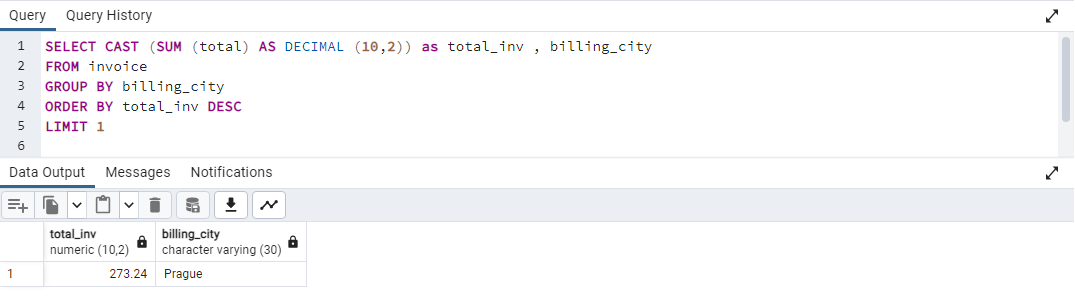 Query Query History
1 SELECT CAST (SUM (total) AS DECIMAL (10,2)) as total_inv , billing_city
2 FROM invoice
3 GROUP BY billing_city
4 ORDER BY total_inv DESC
5 LIMIT 1
6
Data Output Messages Notifications
total_inv billing_city
numeric (10,2) character varying (30)
1 273.24 Prague